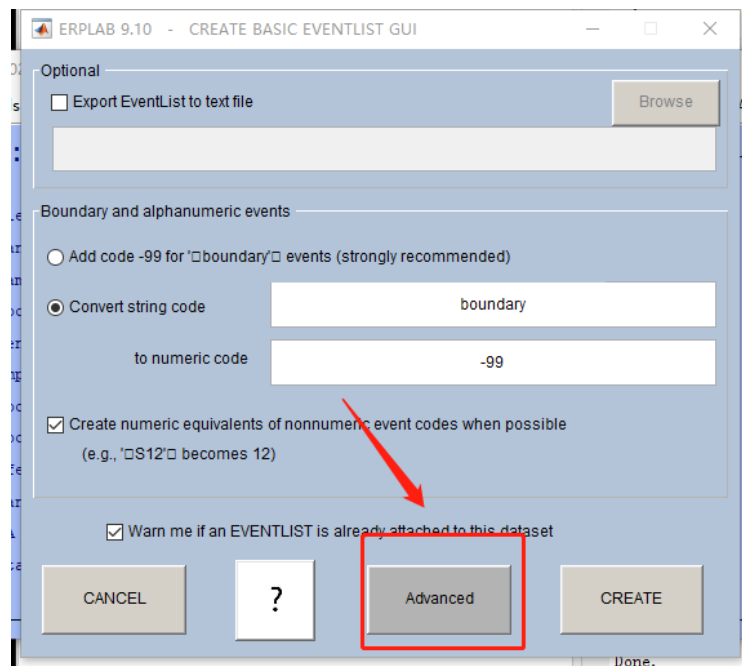 ERPLAB 9.10 - CREATE BASIC EVENTLIST GUI
Optional
Export EventList to text file
Browse
Boundary and alphanumeric events
Add code -99 for '□boundary'□ events (strongly recommended)
Convert string code
boundary
to numeric code
-99
Create numeric equivalents of nonnumeric event codes when possible
(e.g., '□S12'□ becomes 12)
Warn me if an EVENTLIST is already attached to this dataset
CANCEL
?
Advanced
CREATE
Done.